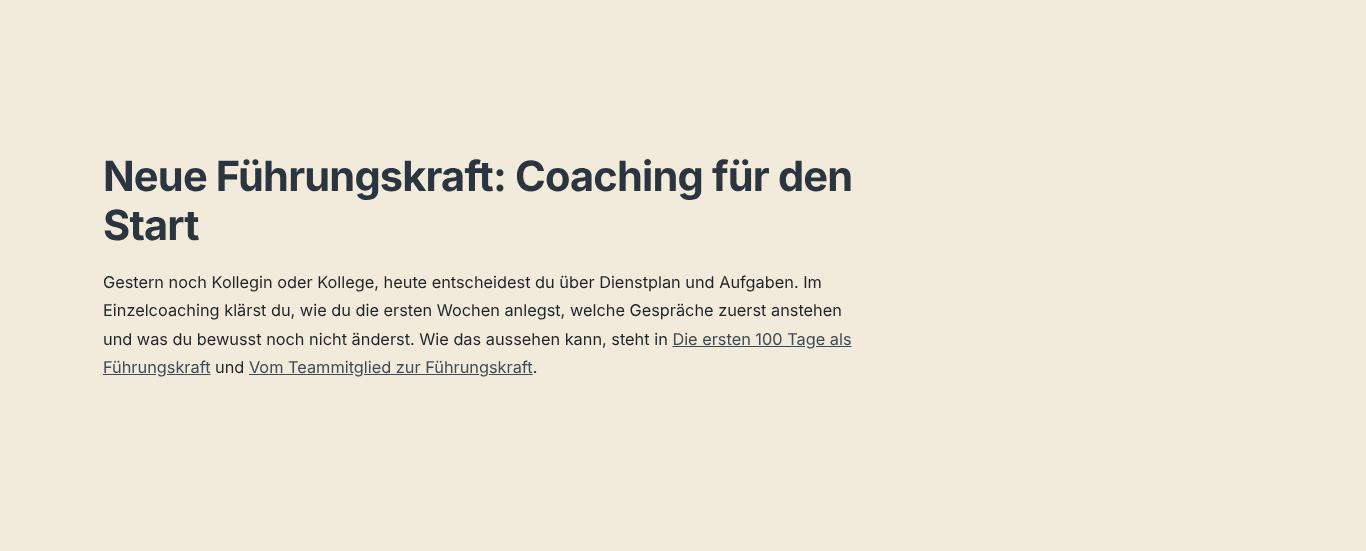 Neue Führungskraft: Coaching für den
Start
Gestern noch Kollegin oder Kollege, heute entscheidest du über Dienstplan und Aufgaben. Im
Einzelcoaching klärst du, wie du die ersten Wochen anlegst, welche Gespräche zuerst anstehen
und was du bewusst noch nicht änderst. Wie das aussehen kann, steht in Die ersten 100 Tage als
Führungskraft und Vom Teammitglied zur Führungskraft.